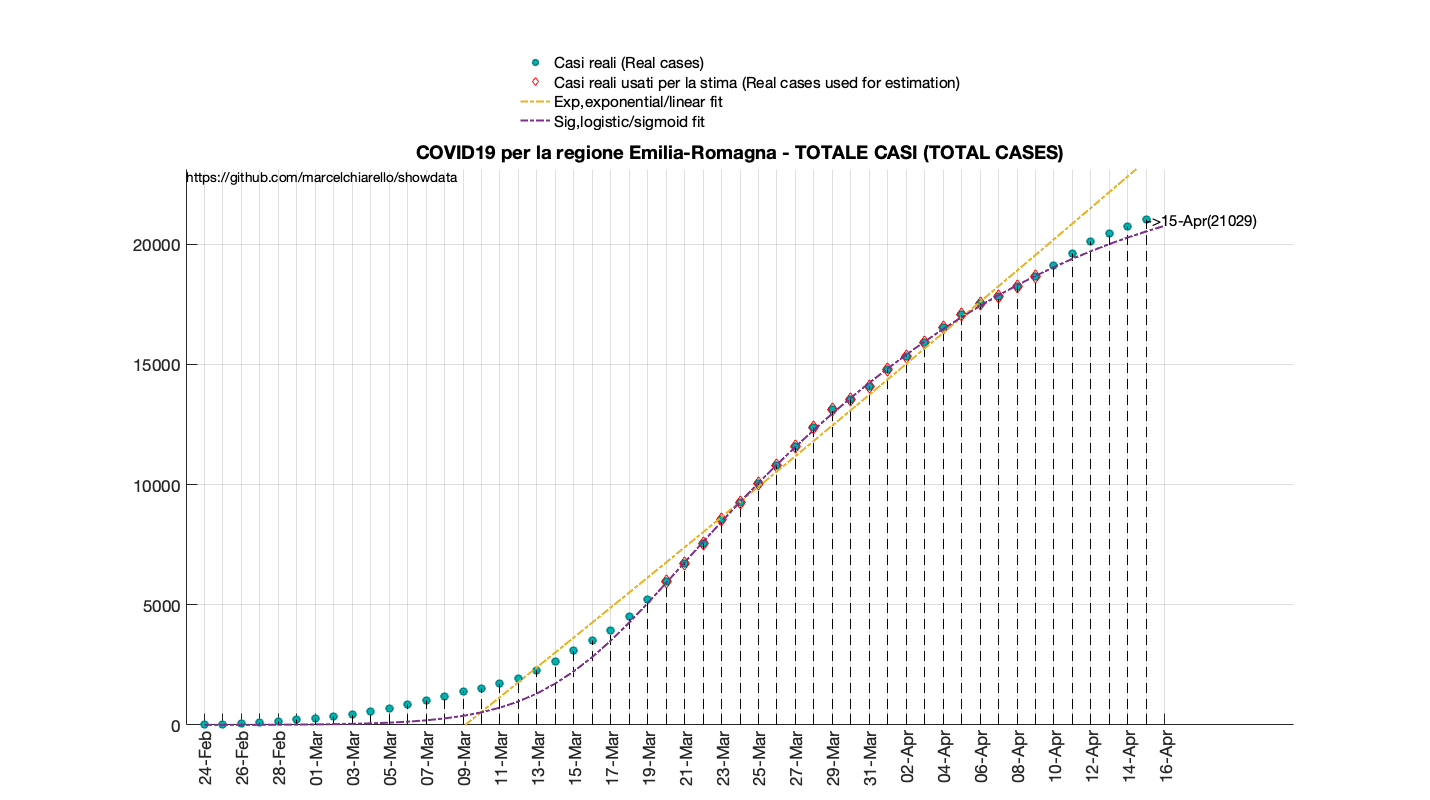 Casi reali (Real cases)
Casi reali usati per la stima (Real cases used for estimation)
Exp,exponential/linear fit
Sig,logistic/sigmoid fit
COVID19 per la regione Emilia-Romagna - TOTALE CASI (TOTAL CASES)
https://github.com/marcelchiarello/showdata
->15-Apr(21029)
20000
15000
10000
5000
0
24-Feb
26-Feb
28-Feb
01-Mar
03-Mar
05-Mar
07-Mar
09-Mar
11-Mar
13-Mar
15-Mar
17-Mar
19-Mar
21-Mar
23-Mar
25-Mar
27-Mar
29-Mar
31-Mar
02-Apr
04-Apr
06-Apr
08-Apr
10-Apr
12-Apr
14-Apr
16-Apr